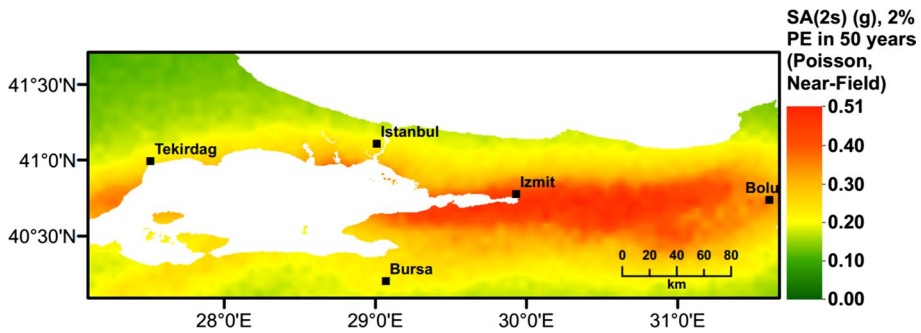 SA(2s) (g), 2%
PE in 50 years
(Poisson,
Near-Field)
41°30'N
41°0'N
40°30'N
Tekirdag
Istanbul
Izmit
Bolu
Bursa
0 20 40 60 80
km
28°0'E 29°0'E 30°0'E 31°0'E
0.51
0.40
0.30
0.20
0.10
0.00